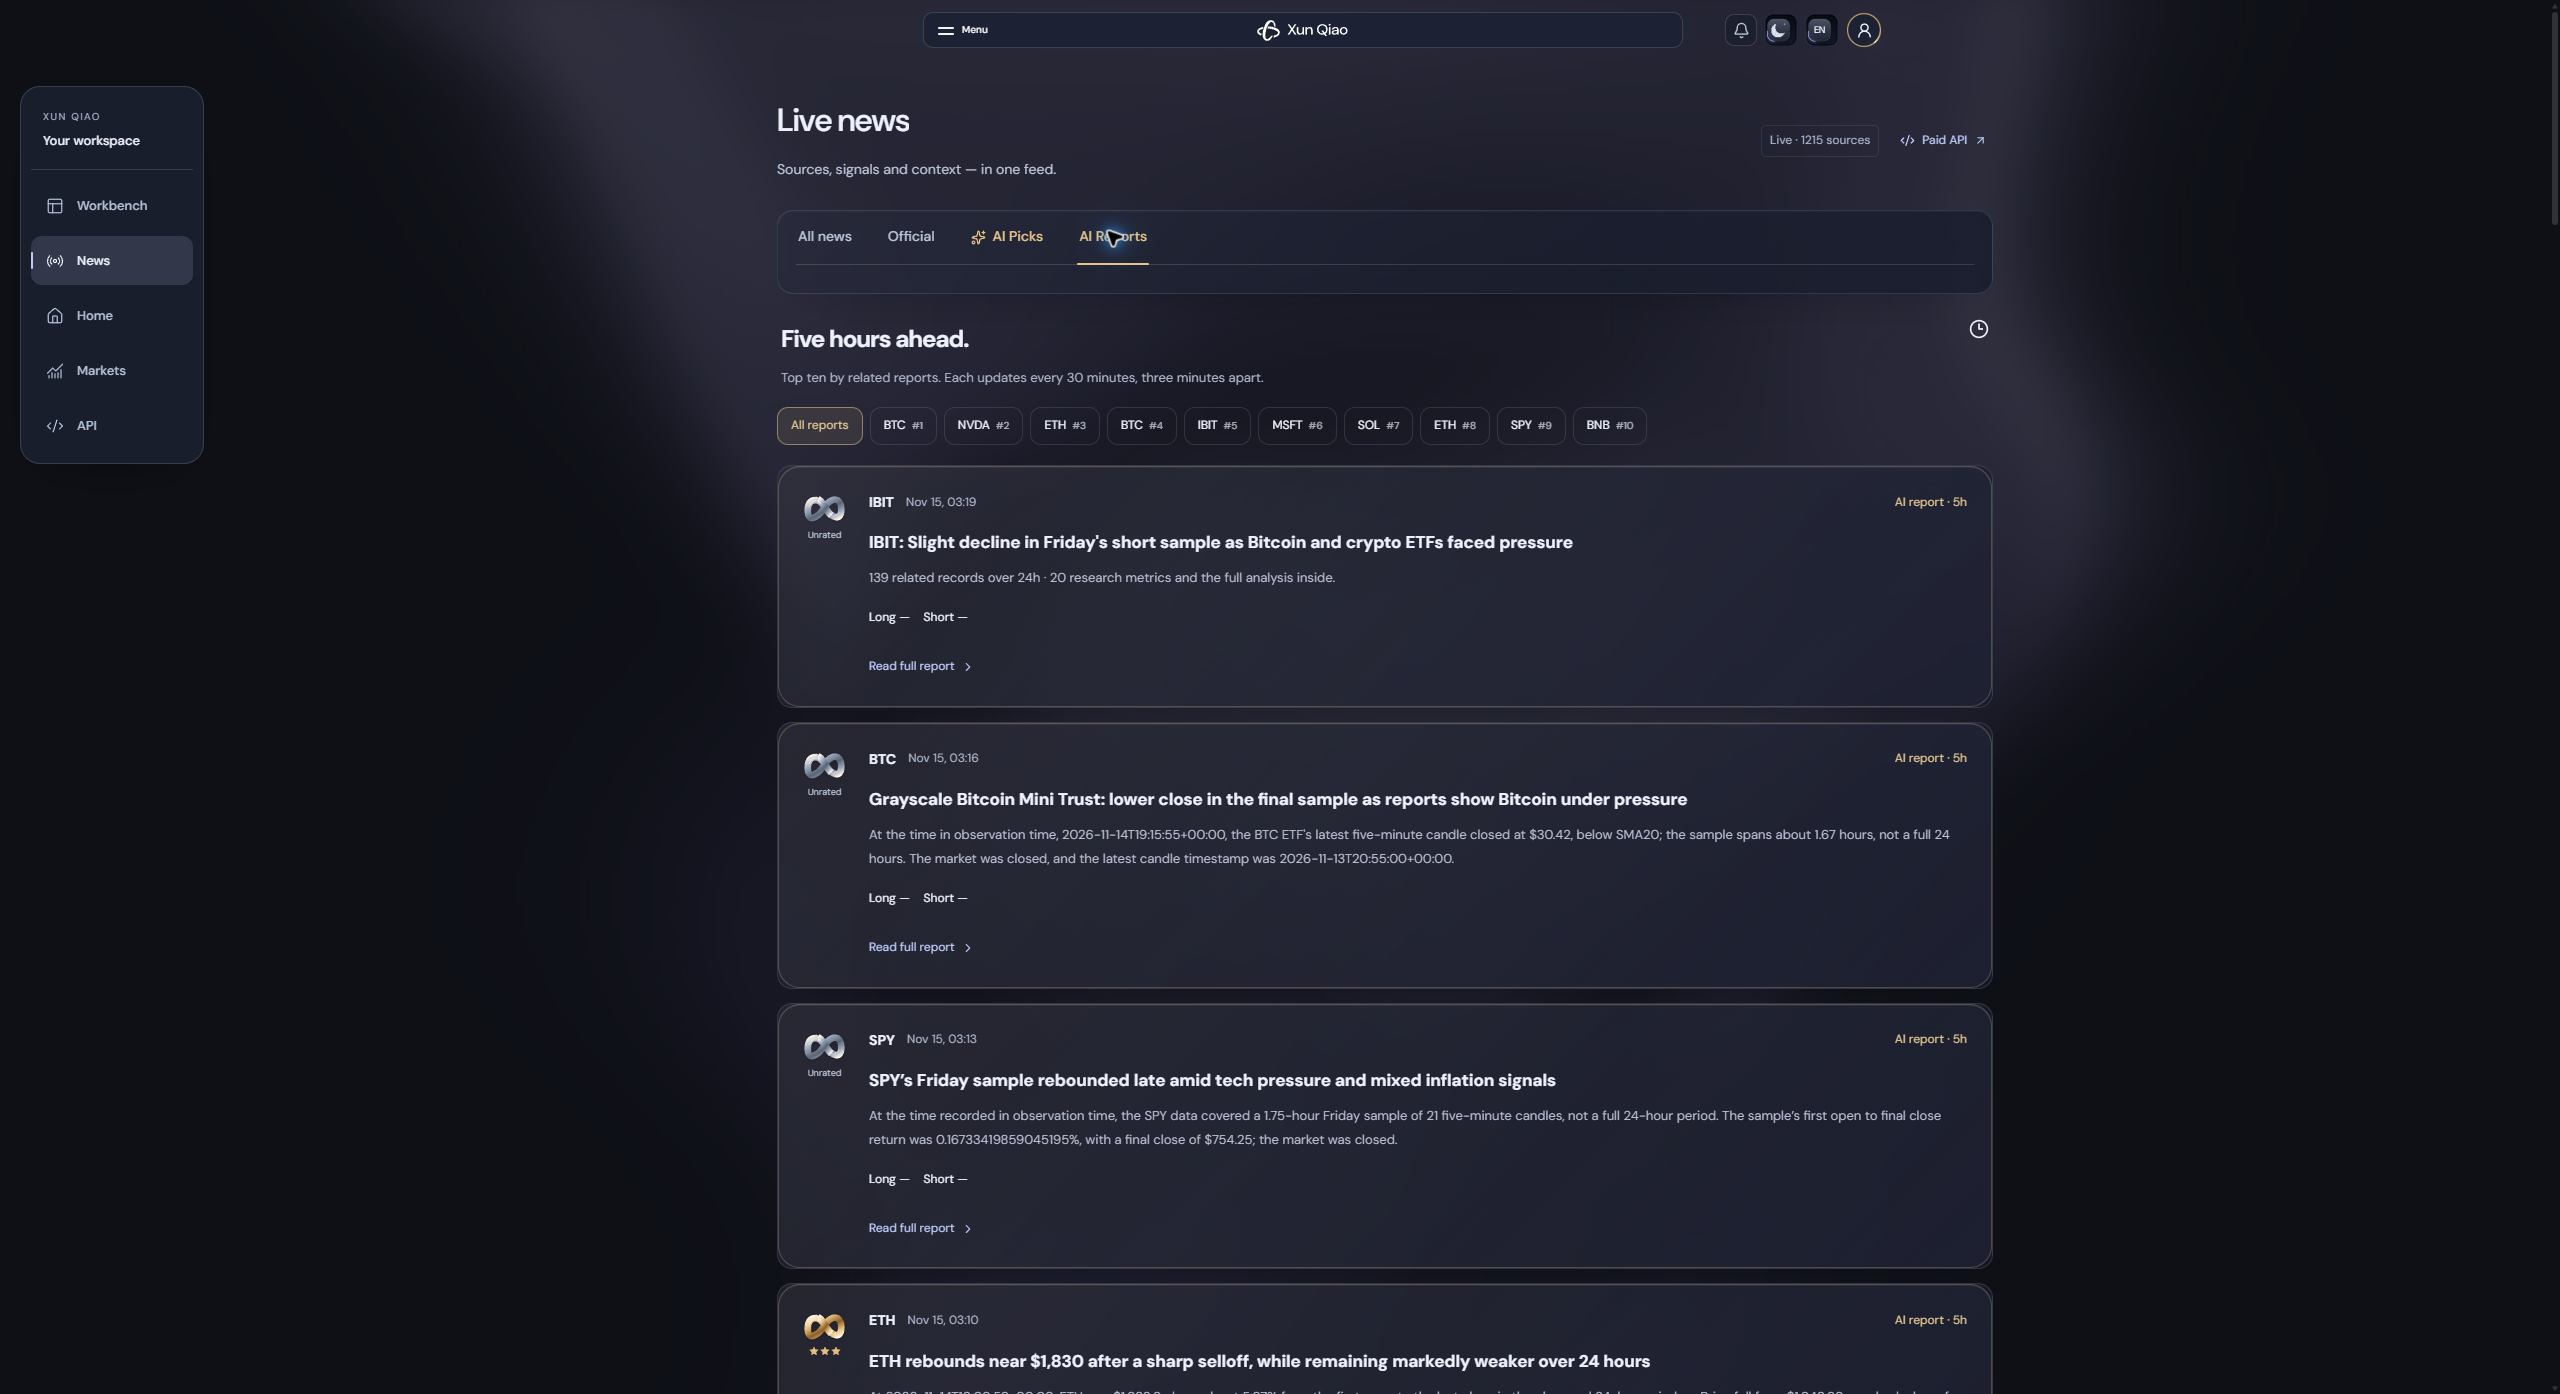 Menu
Xun Qiao
EN
XUN QIAO
Your workspace
Workbench
News
Home
Markets
API
Live news
Sources, signals and context — in one feed.
Live · 1215 sources
Paid API
All news
Official
AI Picks
AI Reports
Five hours ahead.
Top ten by related reports. Each updates every 30 minutes, three minutes apart.
All reports
BTC #1
NVDA #2
ETH #3
BTC #4
IBIT #5
MSFT #6
SOL #7
ETH #8
SPY #9
BNB #10
IBIT Nov 15, 03:19
AI report · 5h
Unrated
IBIT: Slight decline in Friday's short sample as Bitcoin and crypto ETFs faced pressure
139 related records over 24h · 20 research metrics and the full analysis inside.
Long — Short —
Read full report
BTC Nov 15, 03:16
AI report · 5h
Unrated
Grayscale Bitcoin Mini Trust: lower close in the final sample as reports show Bitcoin under pressure
At the time in observation time, 2026-11-14T19:15:55+00:00, the BTC ETF's latest five-minute candle closed at $30.42, below SMA20; the sample spans about 1.67 hours, not a full 24
hours. The market was closed, and the latest candle timestamp was 2026-11-13T20:55:00+00:00.
Long — Short —
Read full report
SPY Nov 15, 03:13
AI report · 5h
Unrated
SPY’s Friday sample rebounded late amid tech pressure and mixed inflation signals
At the time recorded in observation time, the SPY data covered a 1.75-hour Friday sample of 21 five-minute candles, not a full 24-hour period. The sample’s first open to final close
return was 0.16733419859045195%, with a final close of $754.25; the market was closed.
Long — Short —
Read full report
ETH Nov 15, 03:10
AI report · 5h
ETH rebounds near $1,830 after a sharp selloff, while remaining markedly weaker over 24 hours